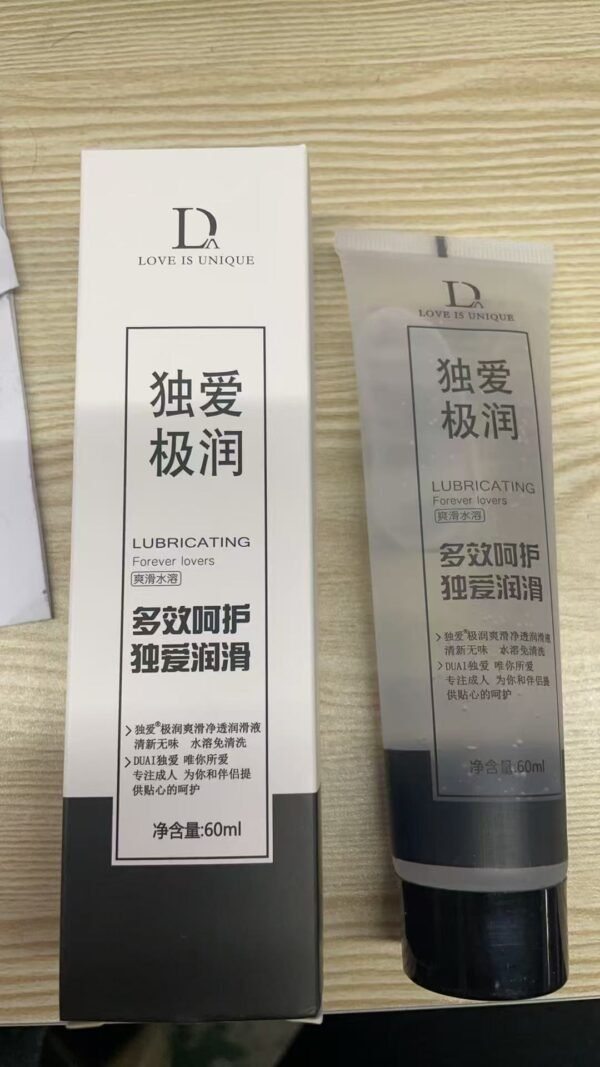 D
LOVE IS UNIQUE
独爱
极润
LUBRICATING
Forever lovers
爽滑水溶
多效呵护
独爱润滑
独爱®极润爽滑净透润滑液
清新无味 水溶免清洗
DUAI独爱 唯你所爱
专注成人 为你和伴侣提
供贴心的呵护
净含量:60ml
D
LOVE IS UNIQUE
独爱
极润
LUBRICATING
Forever lovers
爽滑水溶
多效呵护
独爱润滑
独爱®极润爽滑净透润滑液
清新无味 水溶免清洗
DUAI独爱 唯你所爱
专注成人 为你和伴侣提
供贴心的呵护
净含量:60ml